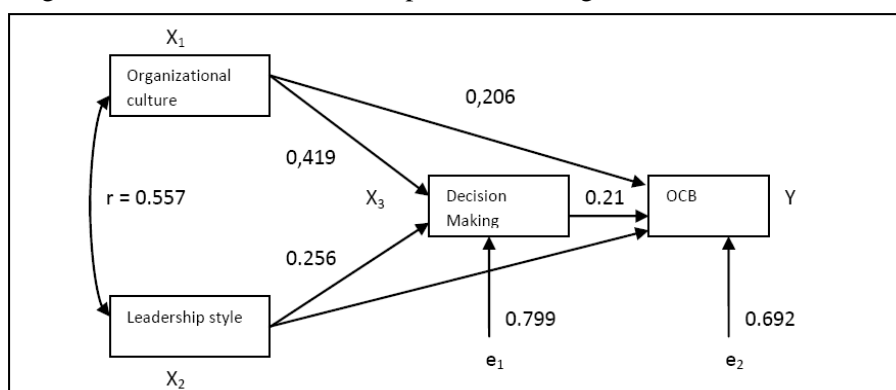 X1
Organizational
culture
0,206
0,419
r = 0.557
X3
Decision
Making
0.21
OCB
Y
0.256
Leadership style
0.799
0.692
e1
e2
X2